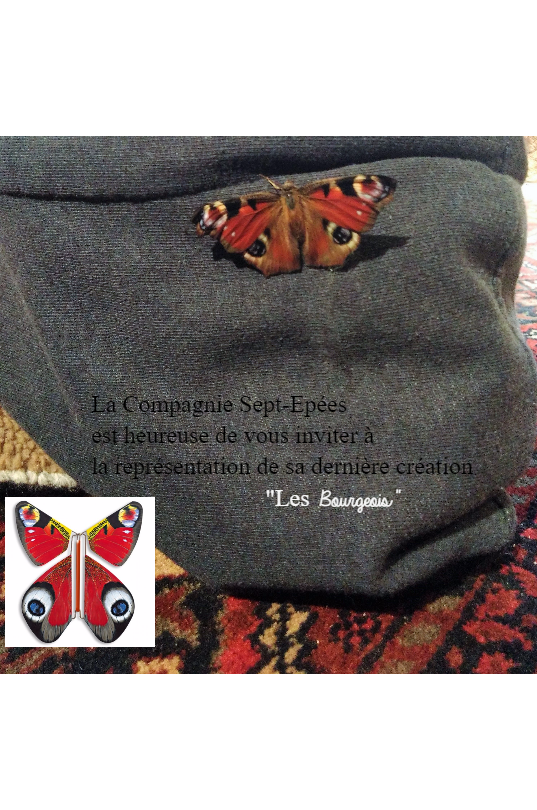 La Compagnie Sept-Epées
est heureuse de vous inviter à
la représentation de sa dernière création
"Les Bourgeois"